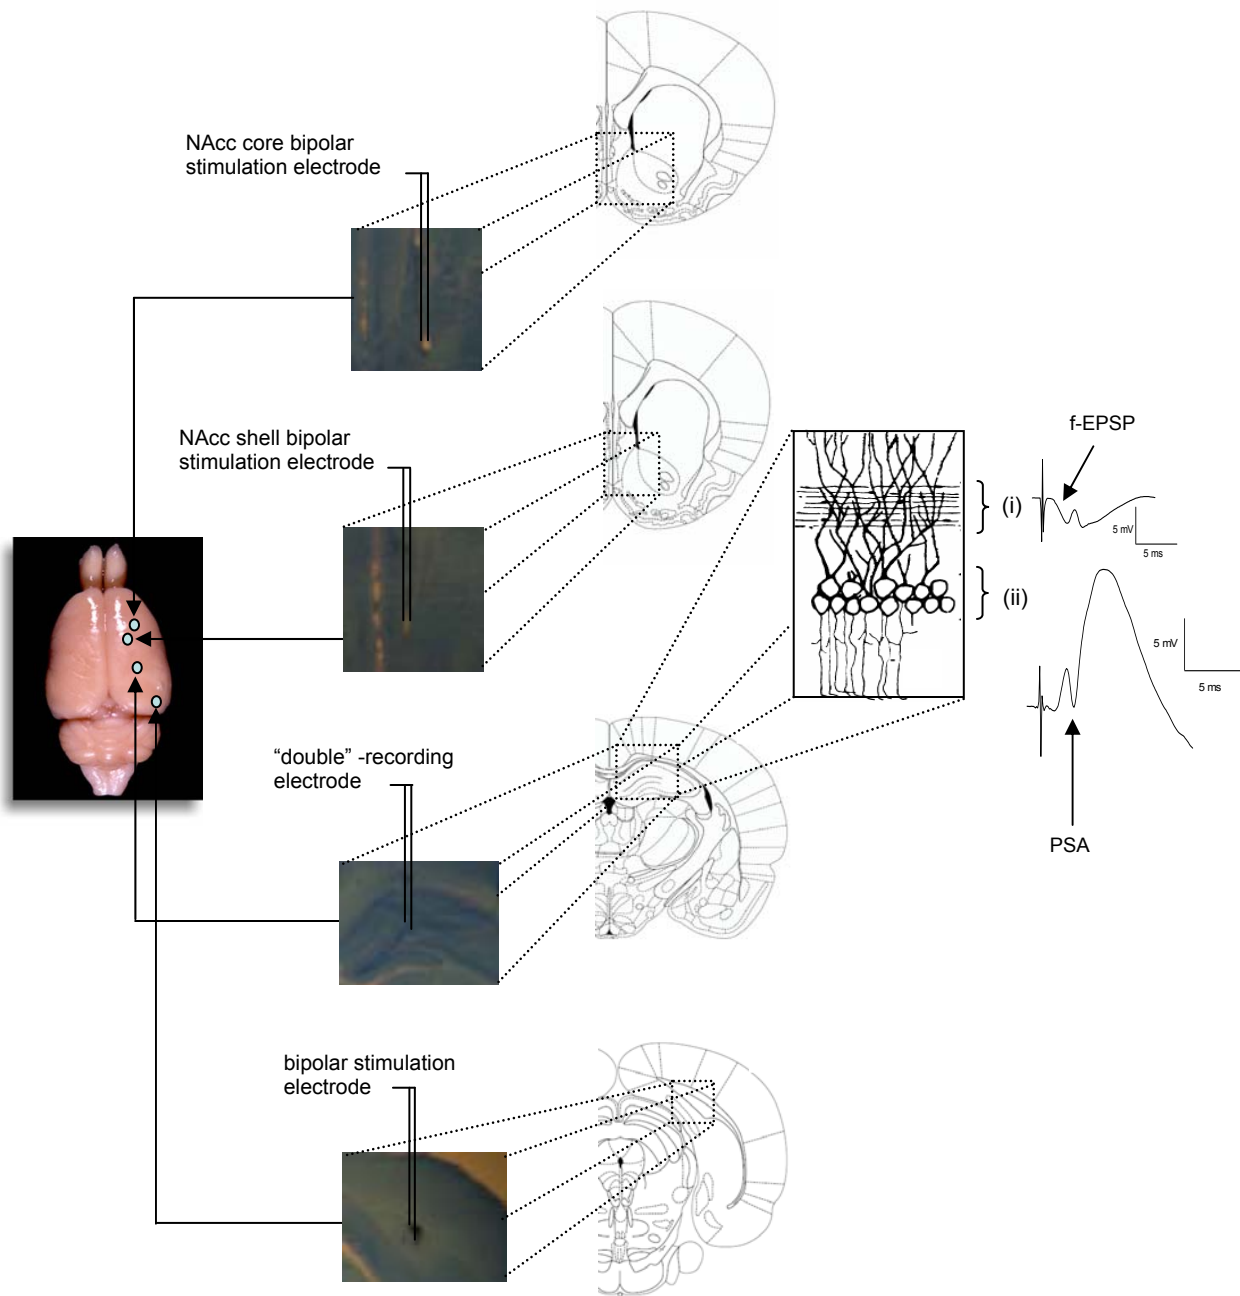 NAcc core bipolar
stimulation electrode
NAcc shell bipolar
stimulation electrode
f-EPSP
(i)
5 mV
5 ms
(ii)
5 mV
5 ms
PSA
“double” -recording
electrode
bipolar stimulation
electrode